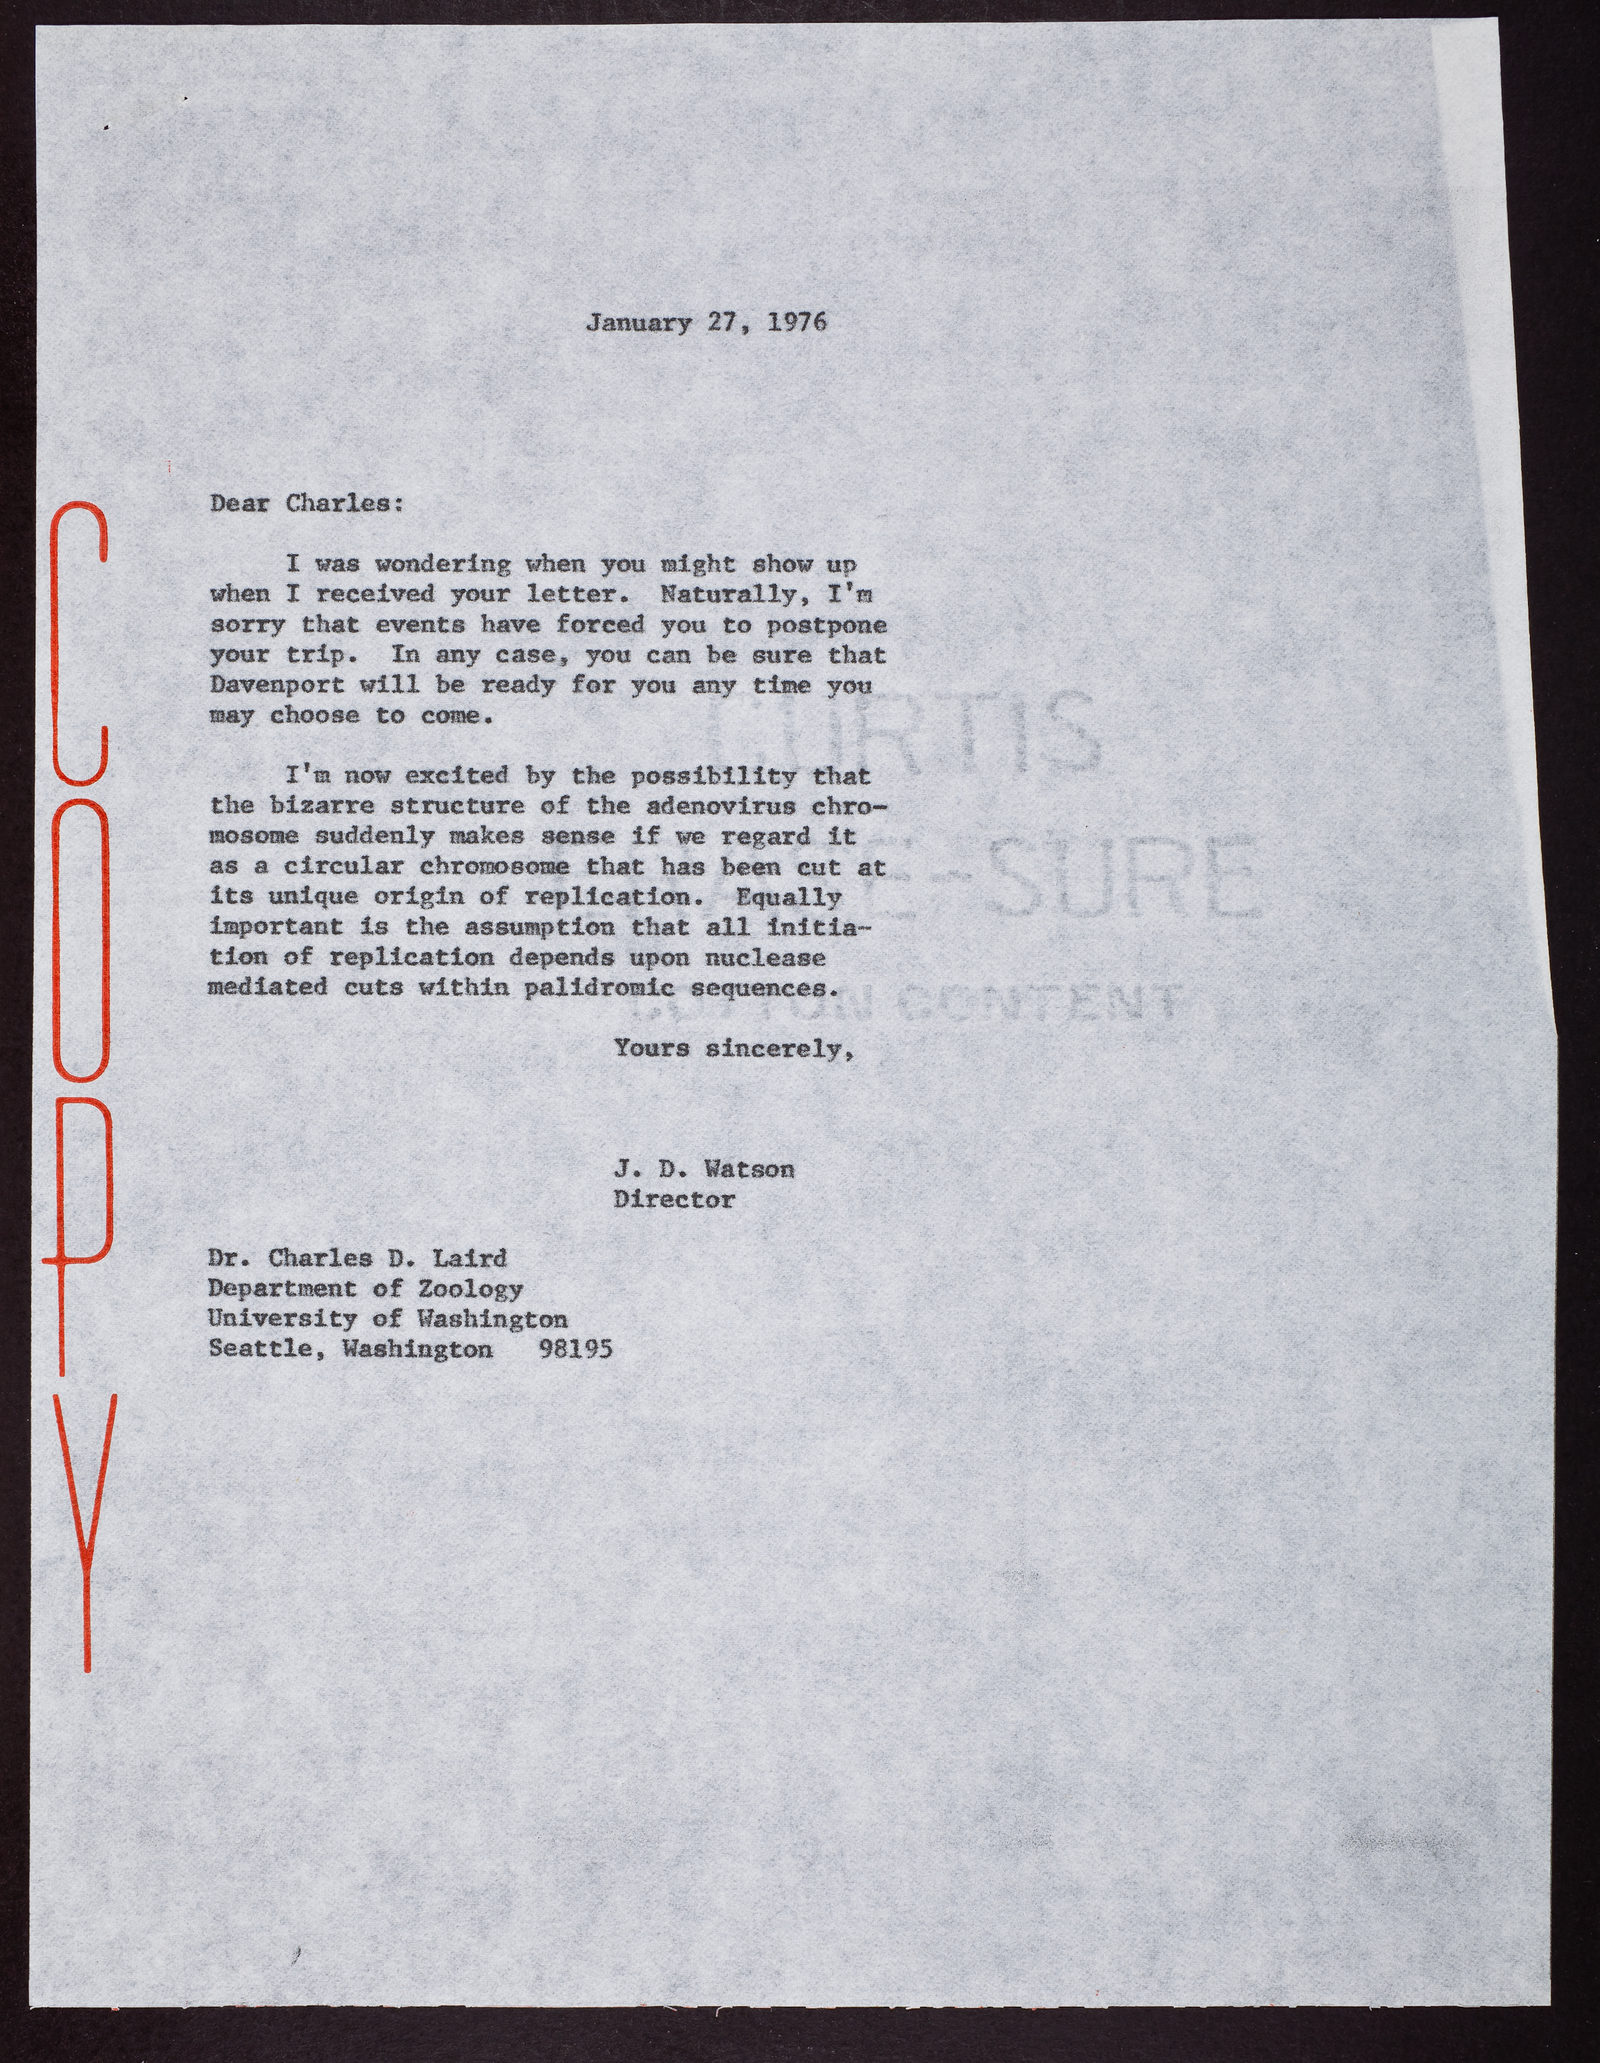 January 27, 1976
Dear Charles:
I was wondering when you might show up
when I received your letter. Naturally, I'm
sorry that events have forced you to postpone
your trip. In any case, you can be sure that
Davenport will be ready for you any time you
may choose to come.
I'm now excited by the possibility that
the bizarre structure of the adenovirus chro-
mosome suddenly makes sense if we regard it
as a circular chromosome that has been cut at
its unique origin of replication. Equally
important is the assumption that all initia-
tion of replication depends upon nuclease
mediated cuts within palidromic sequences.
Yours sincerely,
J. D. Watson
Director
Dr. Charles D. Laird
Department of Zoology
University of Washington
Seattle, Washington 98195
COPY
CURTIS
-SURE
COTTON CONTENT